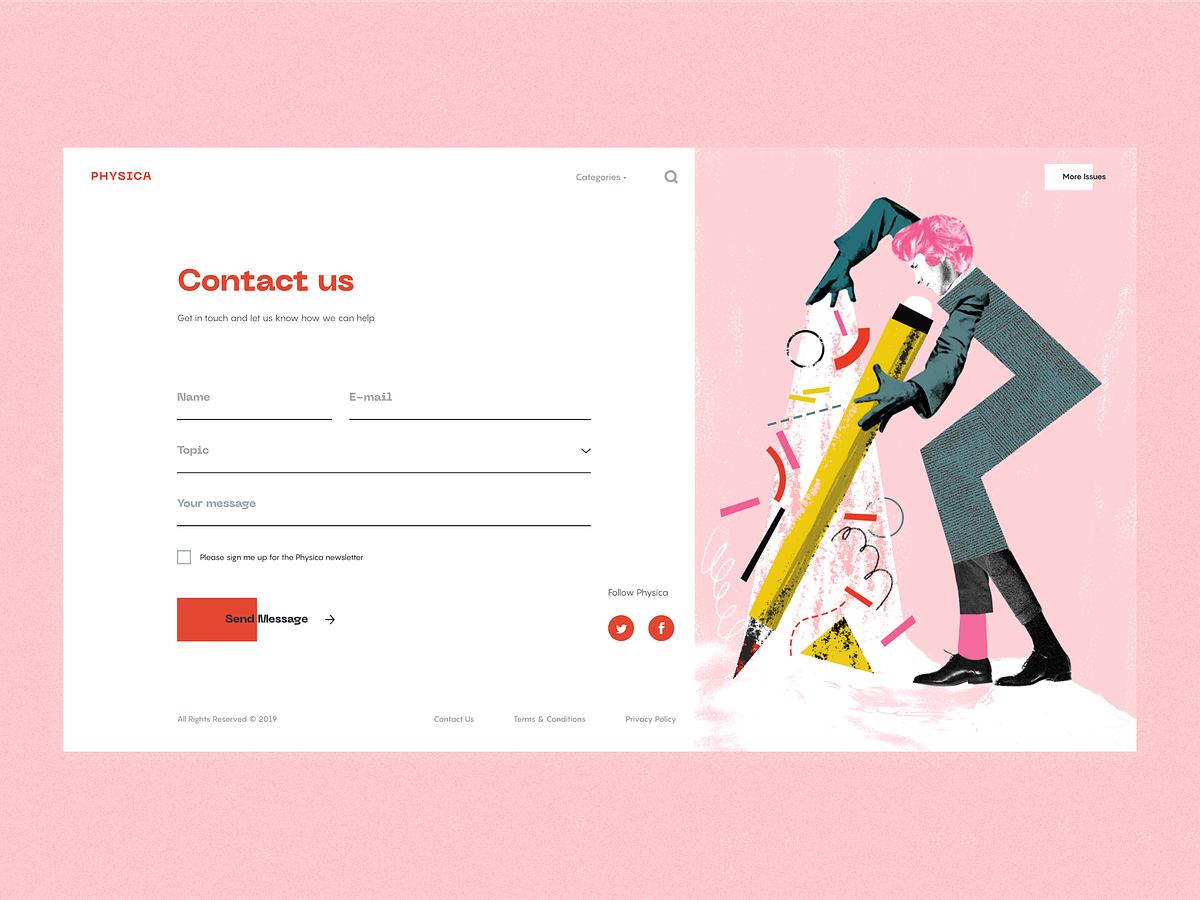 PHYSICA
Categories
More Issues
Contact us
Get in touch and let us know how we can help
Name
E-mail
Topic
Your message
Please sign me up for the Physica newsletter
Send Message
Follow Physica
All Rights Reserved © 2019
Contact Us
Terms & Conditions
Privacy Policy